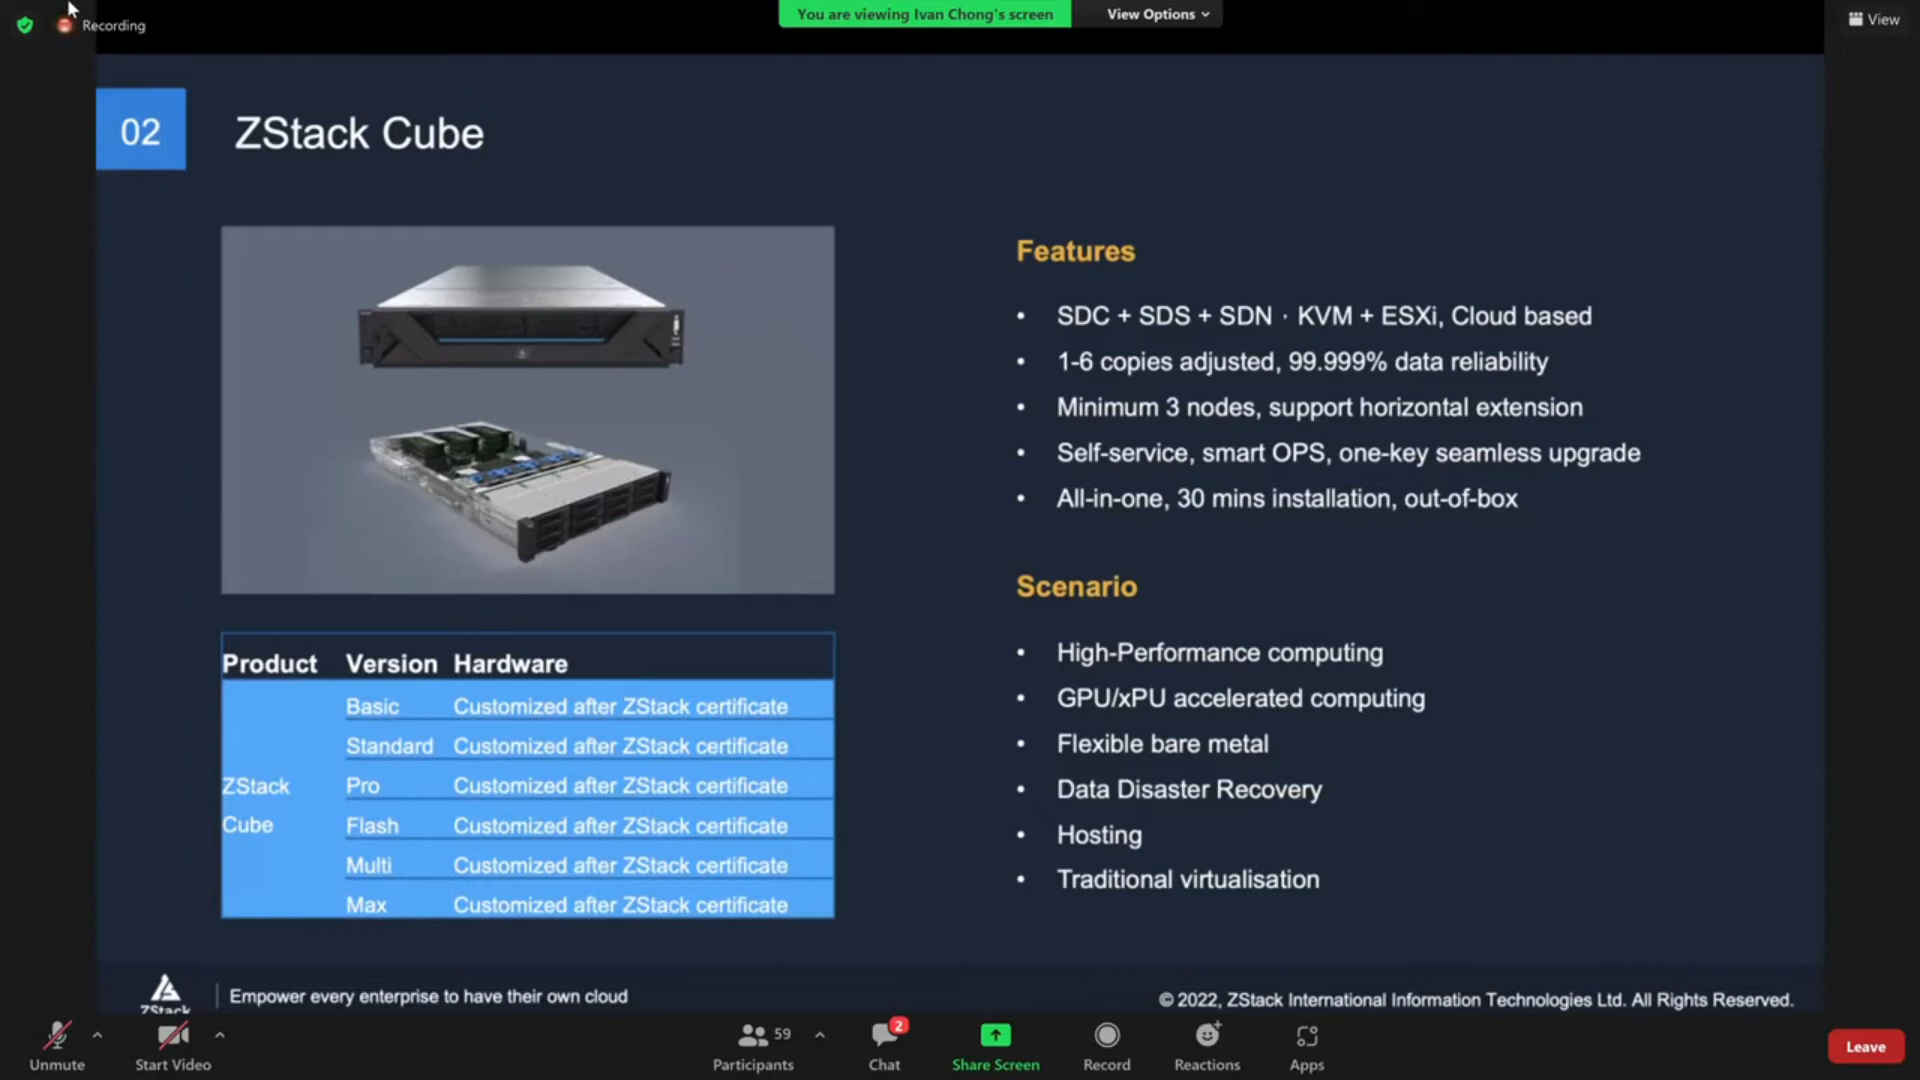 Recording
You are viewing Ivan Chong's screen
View Options
View
02
ZStack Cube
Features
• SDC + SDS + SDN · KVM + ESXi, Cloud based
• 1-6 copies adjusted, 99.999% data reliability
• Minimum 3 nodes, support horizontal extension
• Self-service, smart OPS, one-key seamless upgrade
• All-in-one, 30 mins installation, out-of-box
Scenario
• High-Performance computing
• GPU/xPU accelerated computing
• Flexible bare metal
• Data Disaster Recovery
• Hosting
• Traditional virtualisation
Product Version Hardware
Basic Customized after ZStack certificate
Standard Customized after ZStack certificate
ZStack Pro Customized after ZStack certificate
Cube Flash Customized after ZStack certificate
Multi Customized after ZStack certificate
Max Customized after ZStack certificate
ZStack
Empower every enterprise to have their own cloud
© 2022, ZStack International Information Technologies Ltd. All Rights Reserved.
Unmute
Start Video
59
Participants
2
Chat
Share Screen
Record
Reactions
Apps
Leave